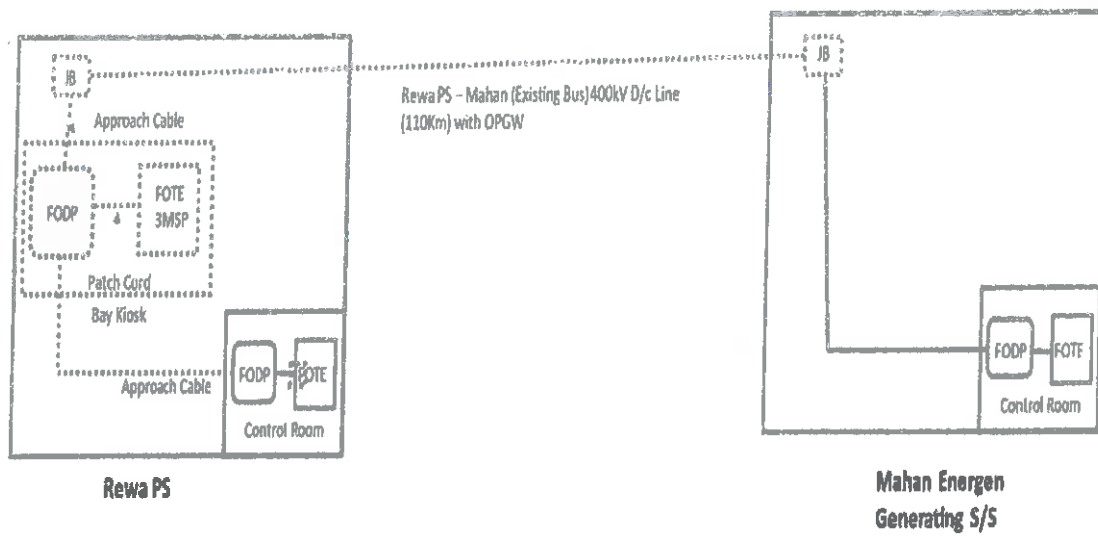 JB
Approach Cable
FODP
FOTE
3MSP
Patch Cord
Bay Kiosk
Approach Cable
FODP
FOTE
Control Room
Rewa PS
Rewa PS – Mahan (Existing Bus) 400kV D/c Line
(110Km) with OPGW
JB
FODP
FOTE
Control Room
Mahan Energen
Generating S/S